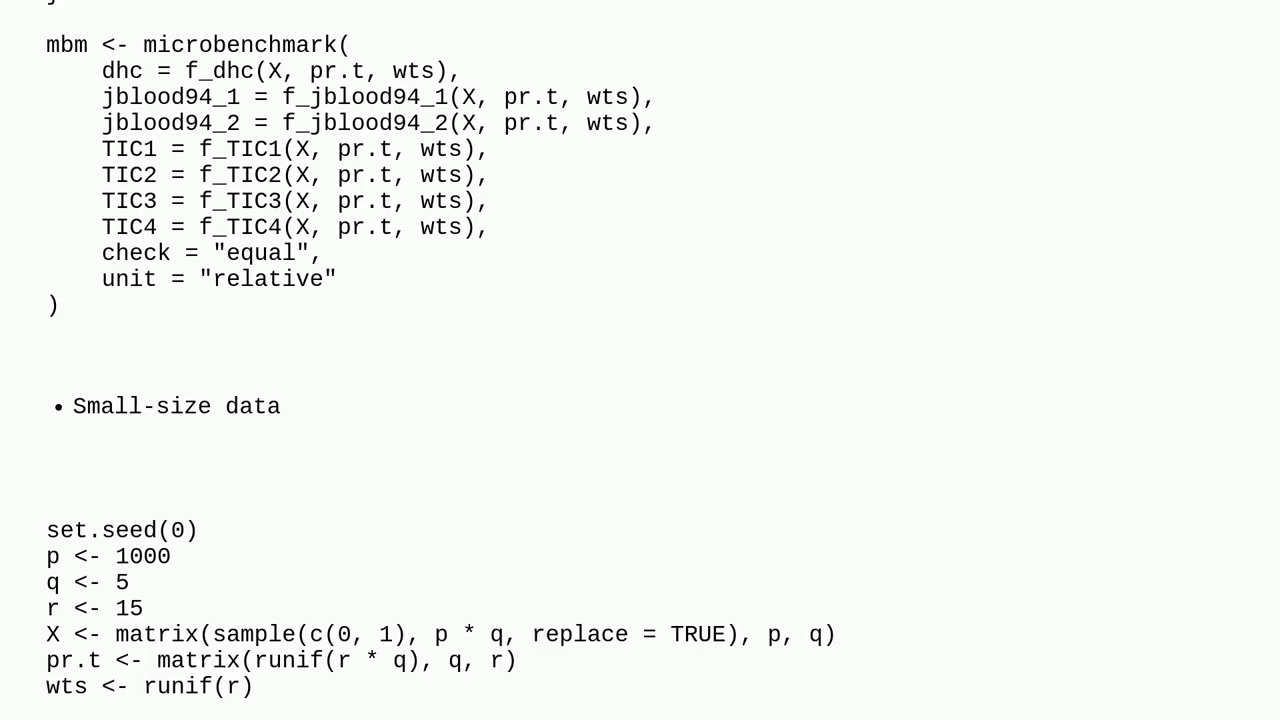 mbm <- microbenchmark(
    dhc = f_dhc(X, pr.t, wts),
    jblood94_1 = f_jblood94_1(X, pr.t, wts),
    jblood94_2 = f_jblood94_2(X, pr.t, wts),
    TIC1 = f_TIC1(X, pr.t, wts),
    TIC2 = f_TIC2(X, pr.t, wts),
    TIC3 = f_TIC3(X, pr.t, wts),
    TIC4 = f_TIC4(X, pr.t, wts),
    check = "equal",
    unit = "relative"
)
• Small-size data
set.seed(0)
p <- 1000
q <- 5
r <- 15
X <- matrix(sample(c(0, 1), p * q, replace = TRUE), p, q)
pr.t <- matrix(runif(r * q), q, r)
wts <- runif(r)